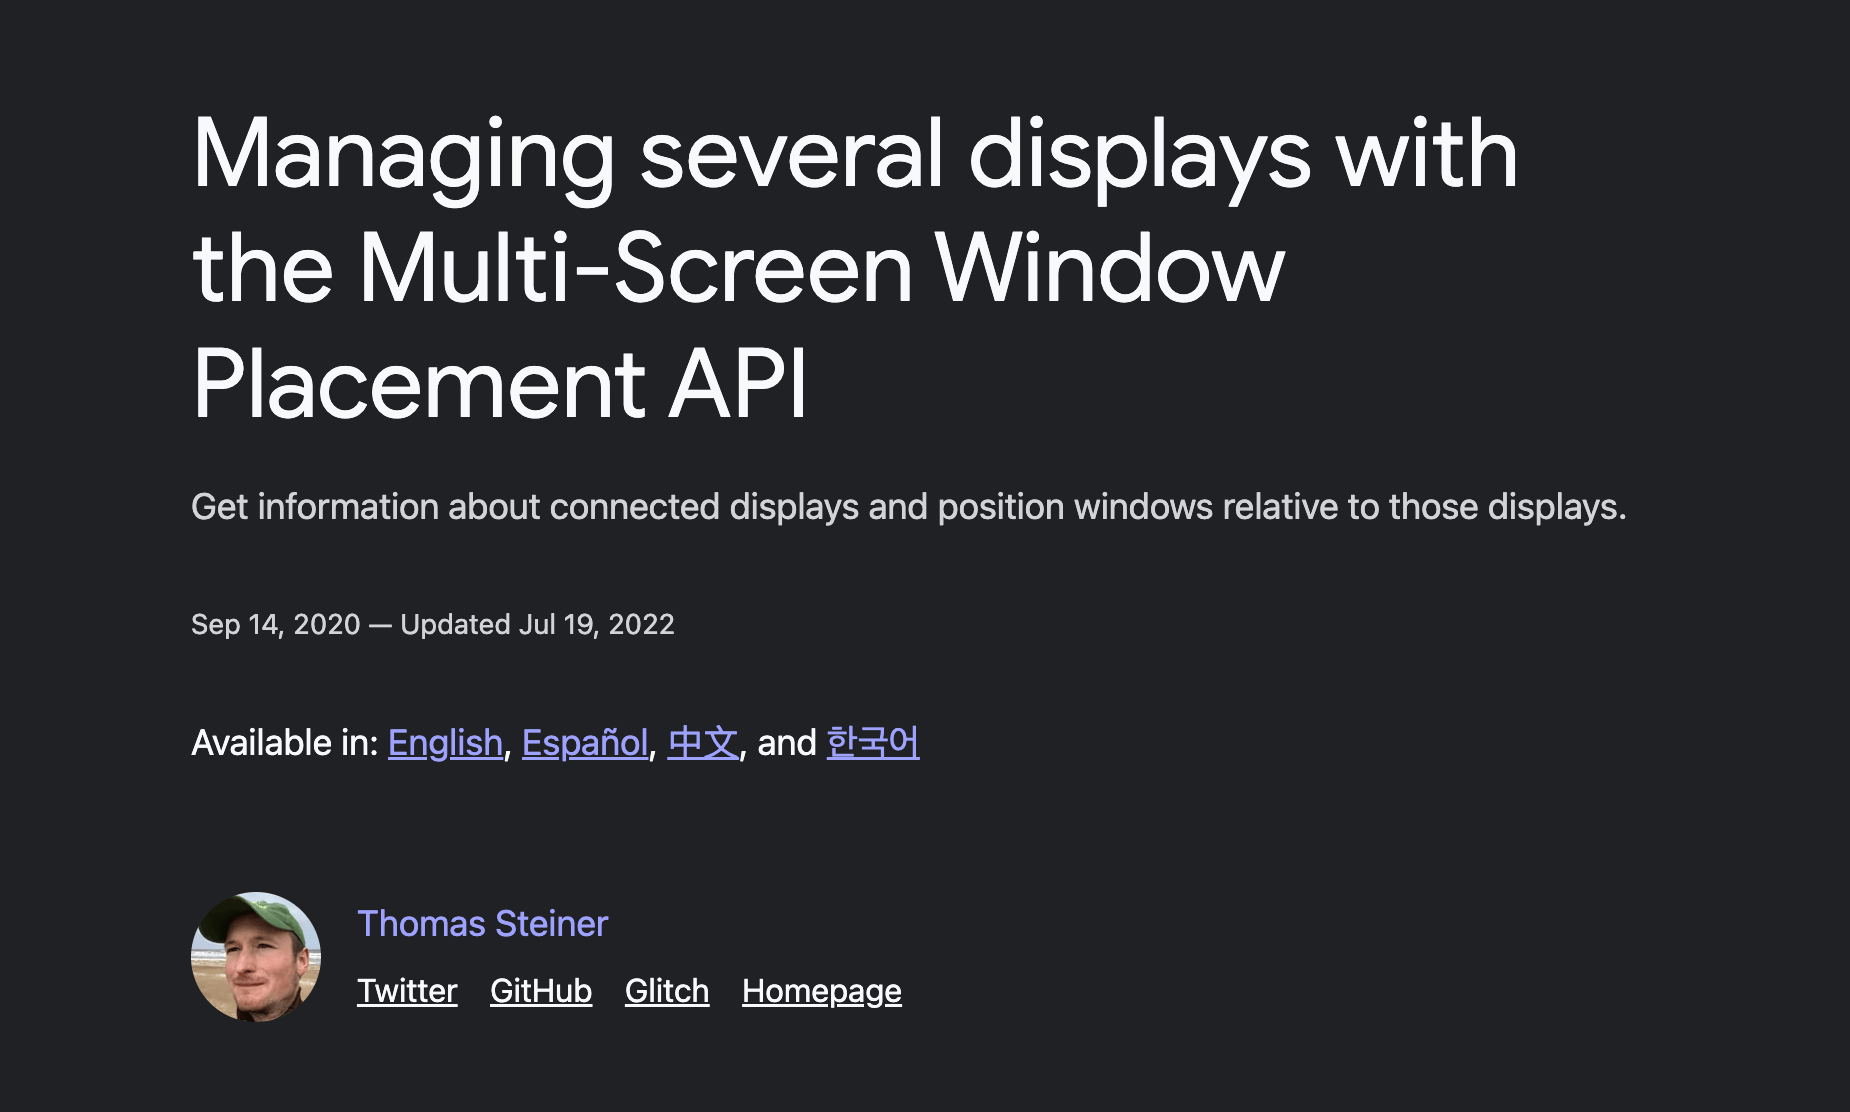 Managing several displays with
the Multi-Screen Window
Placement API
Get information about connected displays and position windows relative to those displays.
Sep 14, 2020 — Updated Jul 19, 2022
Available in: English, Español, 中文, and 한국어
Thomas Steiner
Twitter GitHub Glitch Homepage